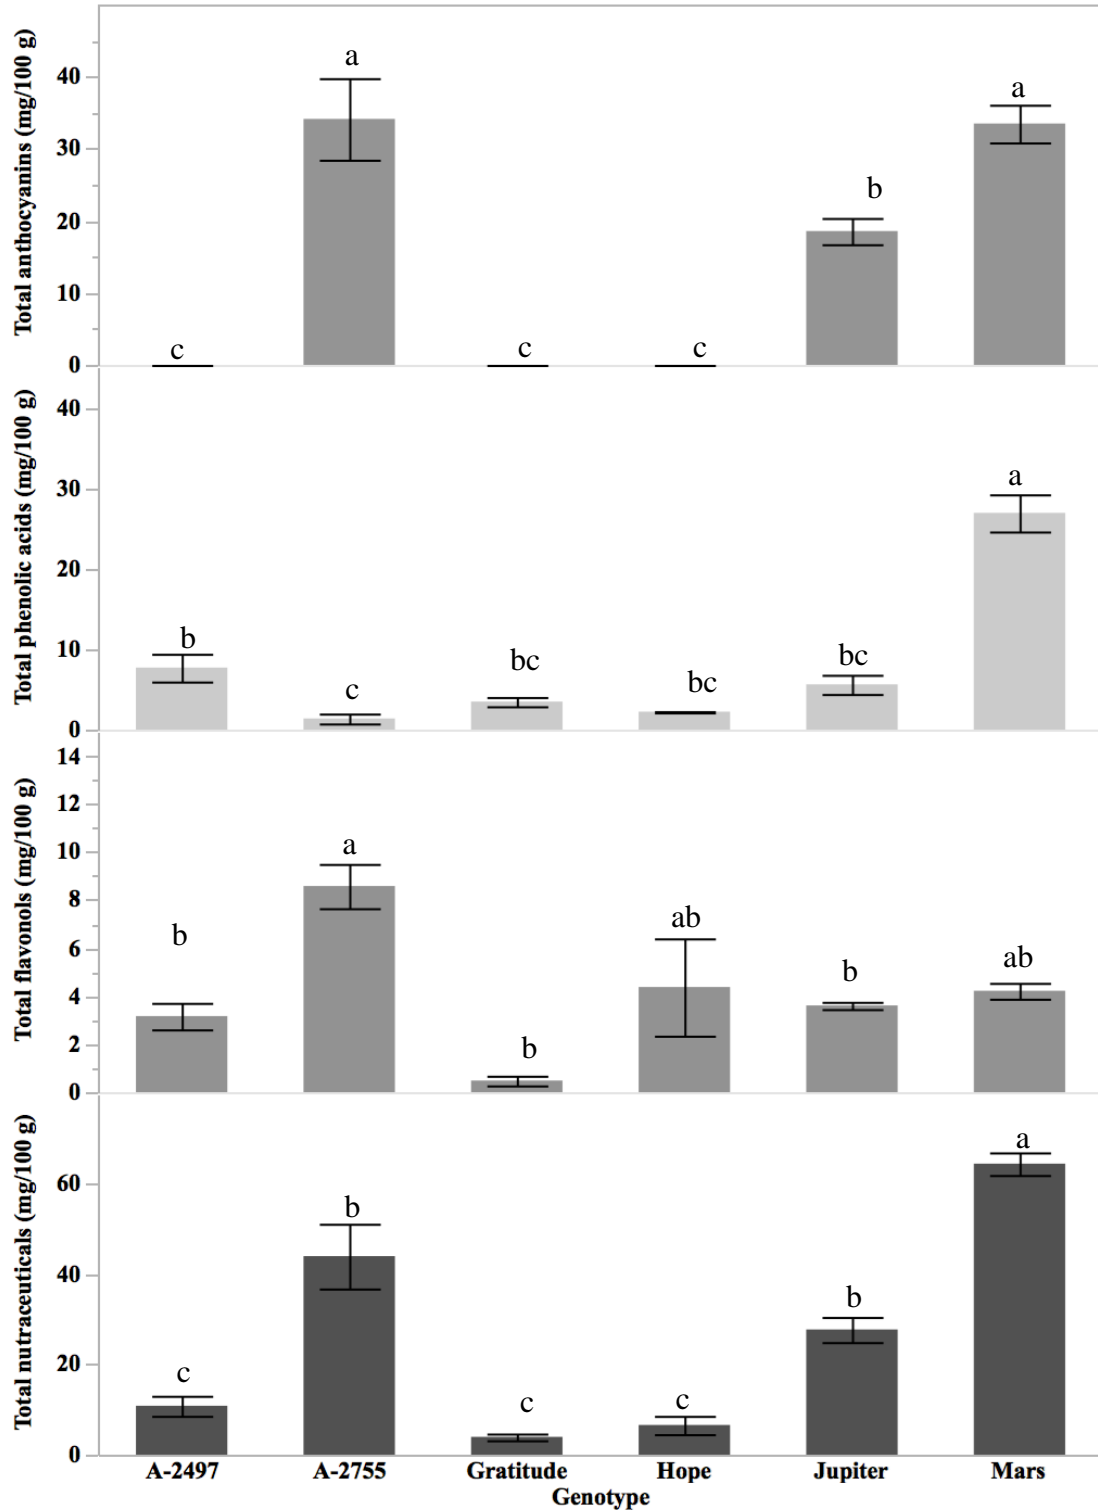 Total anthocyanins (mg/100 g)
40
30
20
10
0
c
a
c
c
b
a
Total phenolic acids (mg/100 g)
40
30
20
10
0
b
c
bc
bc
bc
a
Total flavonols (mg/100 g)
14
12
10
8
6
4
2
0
b
a
b
ab
b
ab
Total nutraceuticals (mg/100 g)
60
40
20
0
c
b
c
c
b
a
A-2497 A-2755 Gratitude Hope Jupiter Mars
Genotype